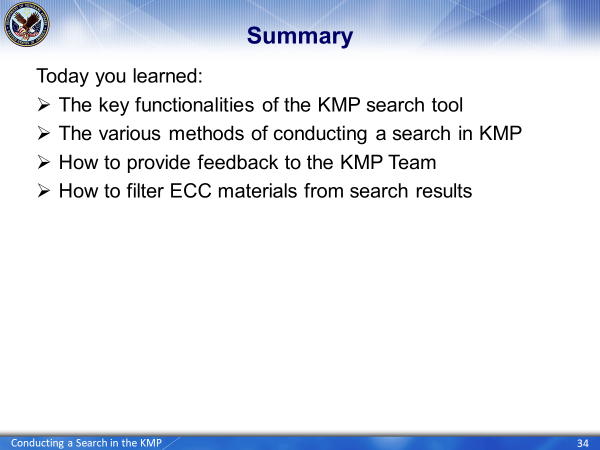 Summary
Today you learned:
➢ The key functionalities of the KMP search tool
➢ The various methods of conducting a search in KMP
➢ How to provide feedback to the KMP Team
➢ How to filter ECC materials from search results
Conducting a Search in the KMP
34